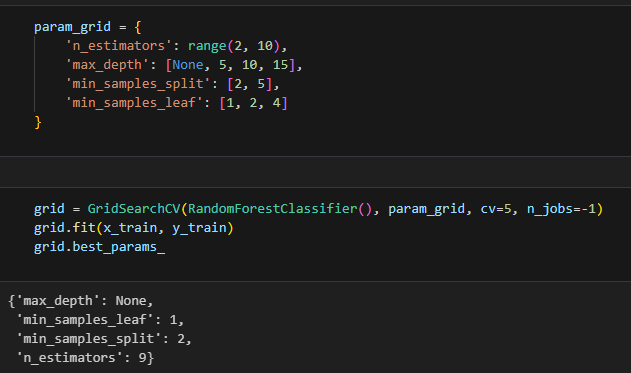 param_grid = {
    'n_estimators': range(2, 10),
    'max_depth': [None, 5, 10, 15],
    'min_samples_split': [2, 5],
    'min_samples_leaf': [1, 2, 4]
}
grid = GridSearchCV(RandomForestClassifier(), param_grid, cv=5, n_jobs=-1)
grid.fit(x_train, y_train)
grid.best_params_
{'max_depth': None,
 'min_samples_leaf': 1,
 'min_samples_split': 2,
 'n_estimators': 9}